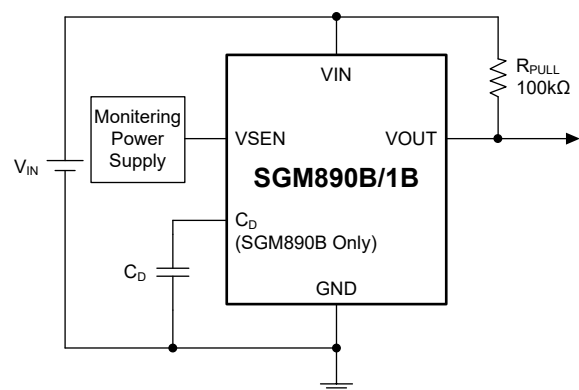 VIN
RPULL
100kΩ
Monitering
Power
Supply
VSEN
VOUT
SGM890B/1B
VIN
CD
(SGM890B Only)
CD
GND